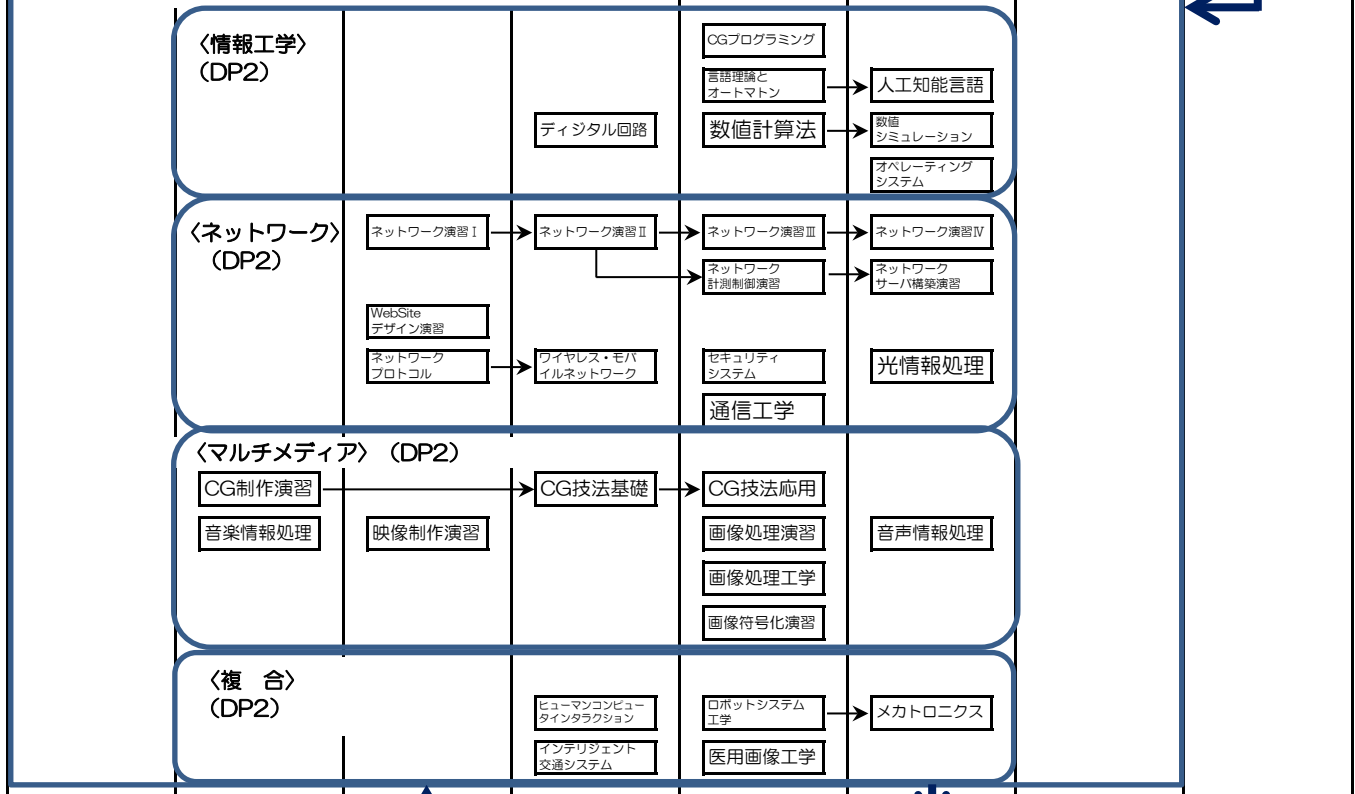 〈情報工学〉
(DP2)
CGプログラミング
言語理論と
オートマトン
人工知能言語
ディジタル回路
数値計算法
数値
シミュレーション
オペレーティング
システム
〈ネットワーク〉
(DP2)
ネットワーク演習Ⅰ
ネットワーク演習Ⅱ
ネットワーク演習Ⅲ
ネットワーク演習Ⅳ
ネットワーク
計測制御演習
ネットワーク
サーバ構築演習
WebSite
デザイン演習
ネットワーク
プロトコル
ワイヤレス・モバ
イルネットワーク
セキュリティ
システム
光情報処理
通信工学
〈マルチメディア〉（DP2）
CG制作演習
CG技法基礎
CG技法応用
音楽情報処理
映像制作演習
画像処理演習
音声情報処理
画像処理工学
画像符号化演習
〈複　合〉
(DP2)
ヒューマンコンピュー
タインタラクション
ロボットシステム
工学
メカトロニクス
インテリジェント
交通システム
医用画像工学